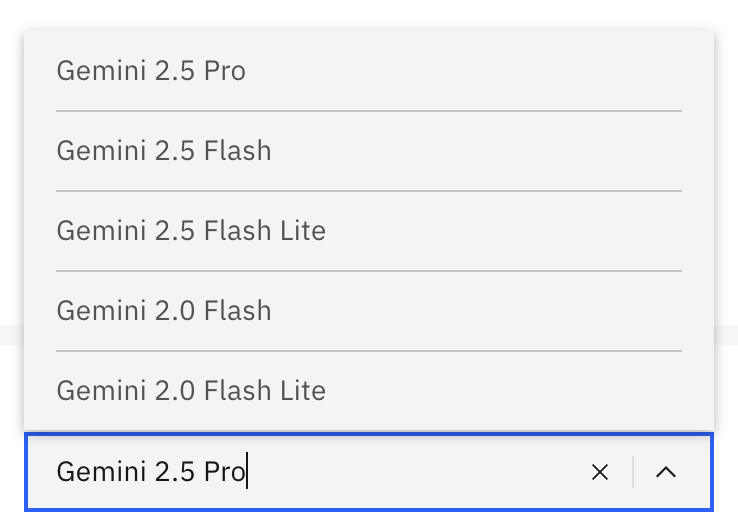 Gemini 2.5 Pro
Gemini 2.5 Flash
Gemini 2.5 Flash Lite
Gemini 2.0 Flash
Gemini 2.0 Flash Lite
Gemini 2.5 Pro